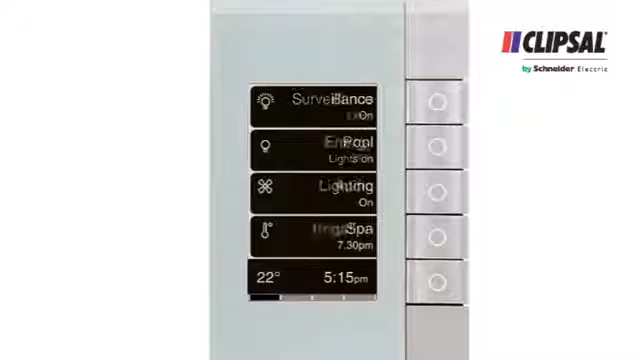 CLIPSAL
by Schneider Electric
Surveillance
On
Pool
Lights on
Lighting
On
Spa
7.30pm
22° 5:15pm